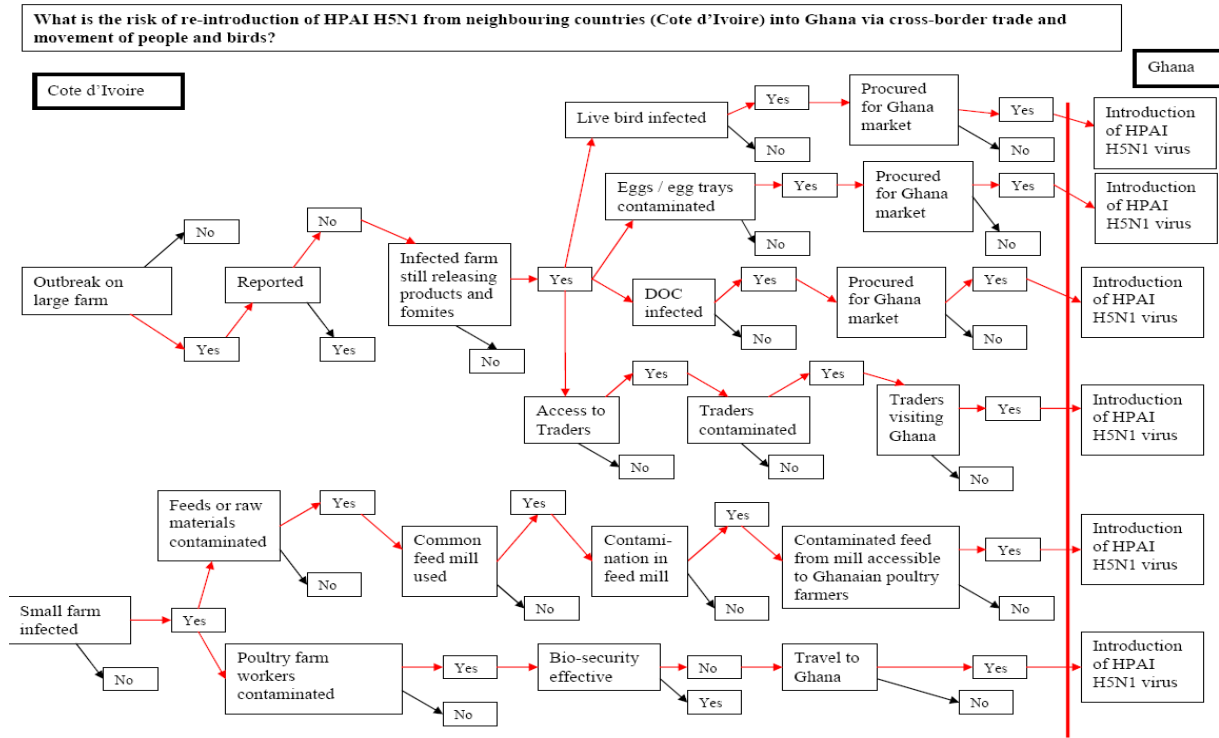 What is the risk of re-introduction of HPAI H5N1 from neighbouring countries (Cote d'Ivoire) into Ghana via cross-border trade and
movement of people and birds?
Cote d'Ivoire
Ghana
Live bird infected
Yes
No
Procured
for Ghana
market
Yes
No
Introduction
of HPAI
H5N1 virus
Eggs / egg trays
contaminated
Yes
No
Procured
for Ghana
market
Yes
No
Introduction
of HPAI
H5N1 virus
Outbreak on
large farm
No
Yes
Reported
No
Yes
Infected farm
still releasing
products and
fomites
Yes
No
DOC
infected
Yes
No
Procured
for Ghana
market
Yes
No
Introduction
of HPAI
H5N1 virus
Access to
Traders
Yes
No
Traders
contaminated
Yes
No
Traders
visiting
Ghana
Yes
No
Introduction
of HPAI
H5N1 virus
Small farm
infected
Yes
No
Feeds or raw
materials
contaminated
Yes
No
Common
feed mill
used
Yes
No
Contami-
nation in
feed mill
Yes
No
Contaminated feed
from mill accessible
to Ghanaian poultry
farmers
Yes
No
Introduction
of HPAI
H5N1 virus
Poultry farm
workers
contaminated
Yes
No
Bio-security
effective
No
Yes
Travel to
Ghana
Yes
No
Introduction
of HPAI
H5N1 virus